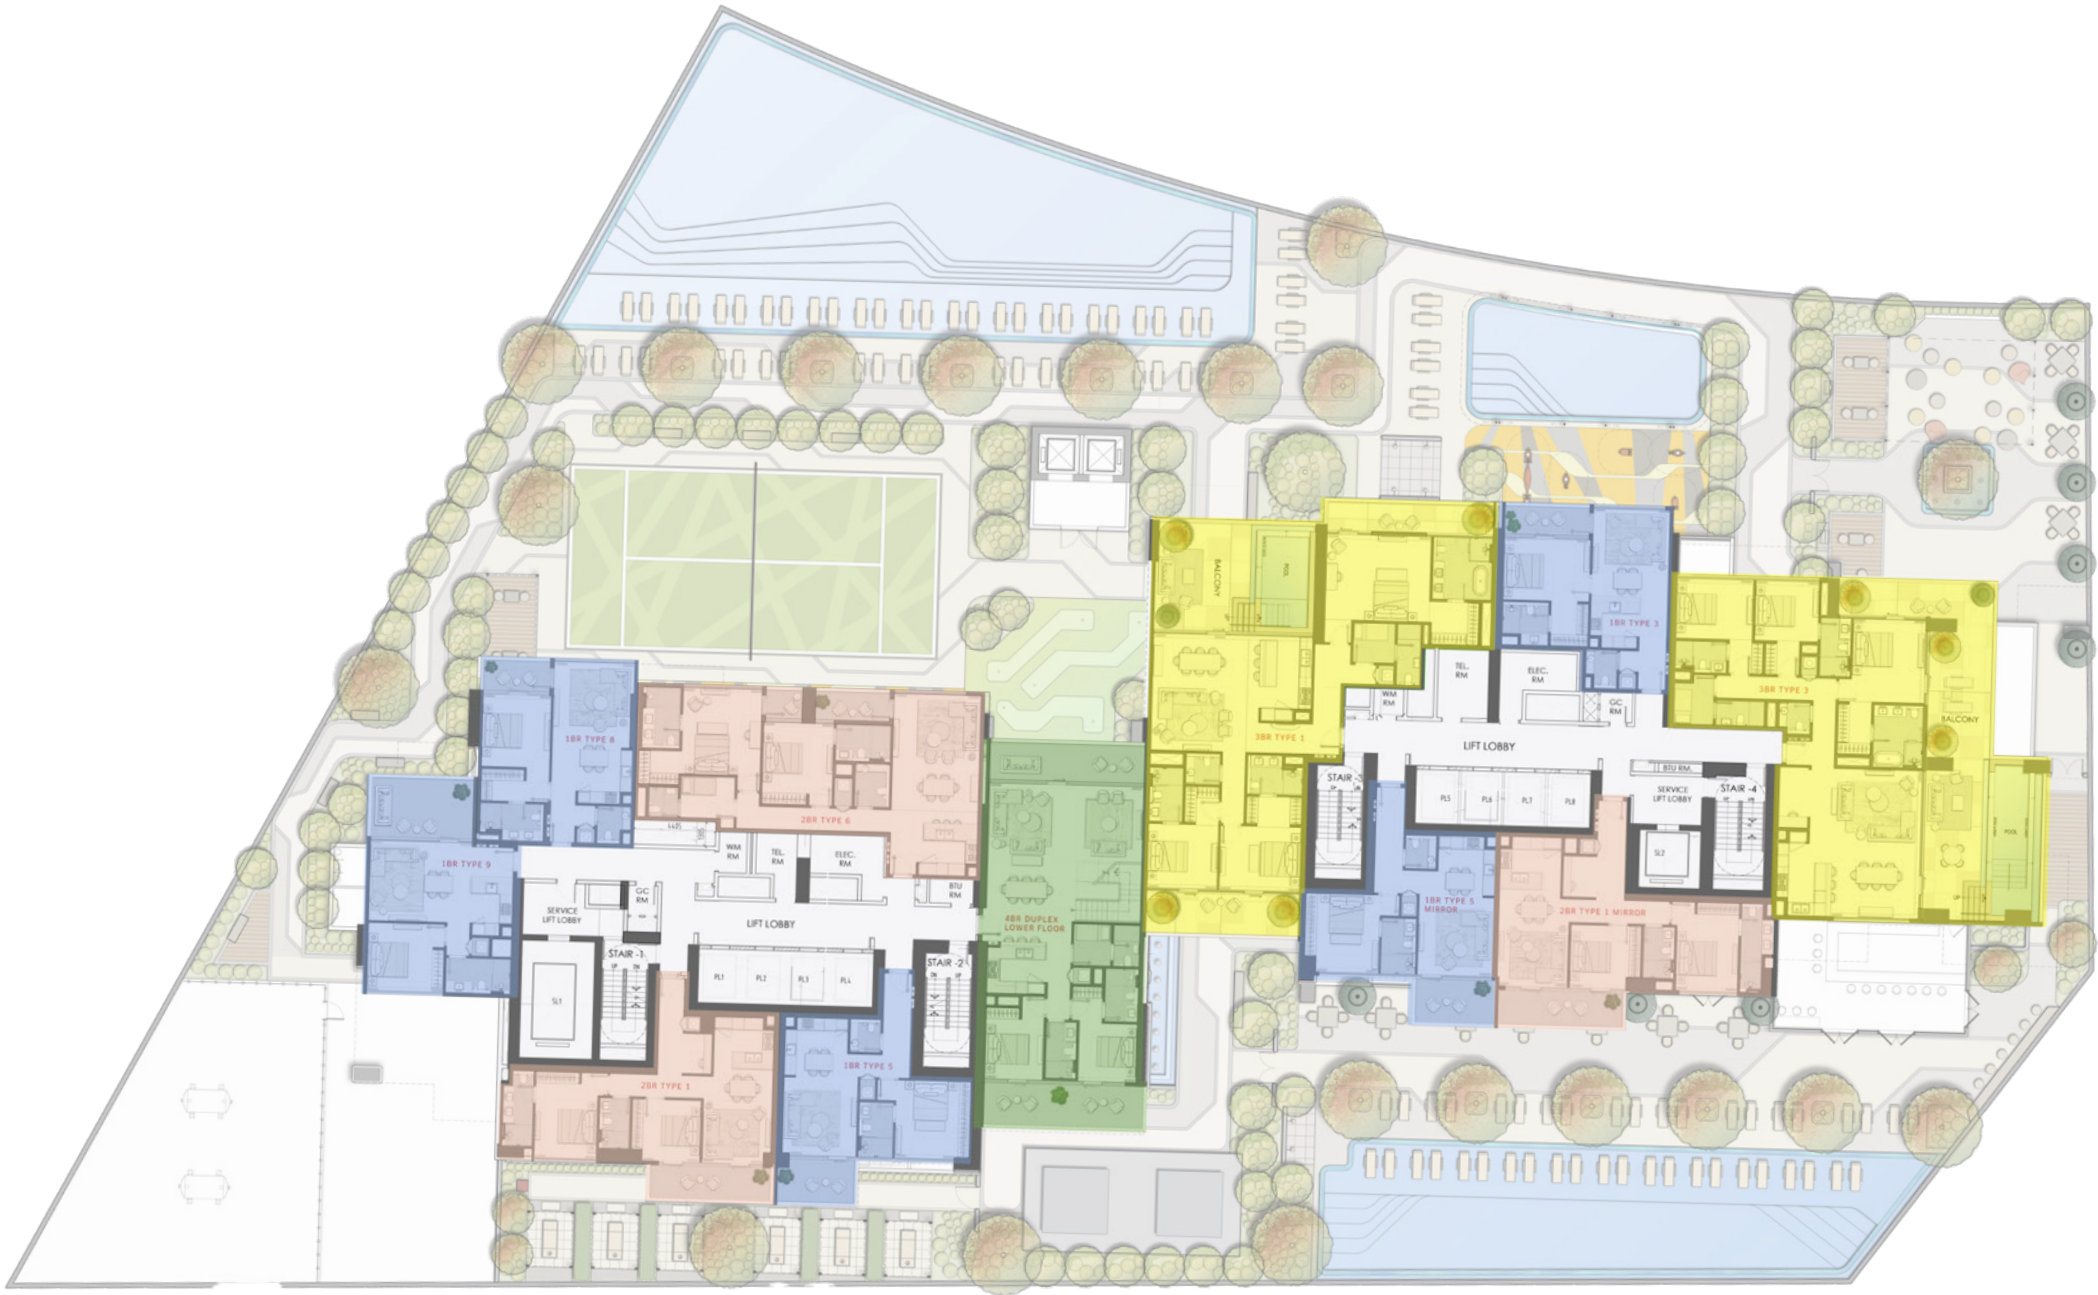 BALCONY
POOL
1BR TYPE 3
TEL.
RM
ELEC.
RM
WM
RM
GC
RM
3BR TYPE 3
BALCONY
3BR TYPE 1
LIFT LOBBY
1BR TYPE 8
STAIR -3
PL5
PL6
PL7
PL8
BTU RM.
SERVICE
LIFT LOBBY
STAIR -4
2BR TYPE 6
POOL
WM
RM
TEL.
RM
ELEC.
RM
SL2
1BR TYPE 9
GC
RM
BTU
RM
SERVICE
LIFT LOBBY
LIFT LOBBY
4BR DUPLEX
LOWER FLOOR
1BR TYPE 5
MIRROR
2BR TYPE 1 MIRROR
STAIR -1
UP
DN
STAIR -2
DN
UP
PL1
PL2
PL3
PL4
SL1
1BR TYPE 5
2BR TYPE 1